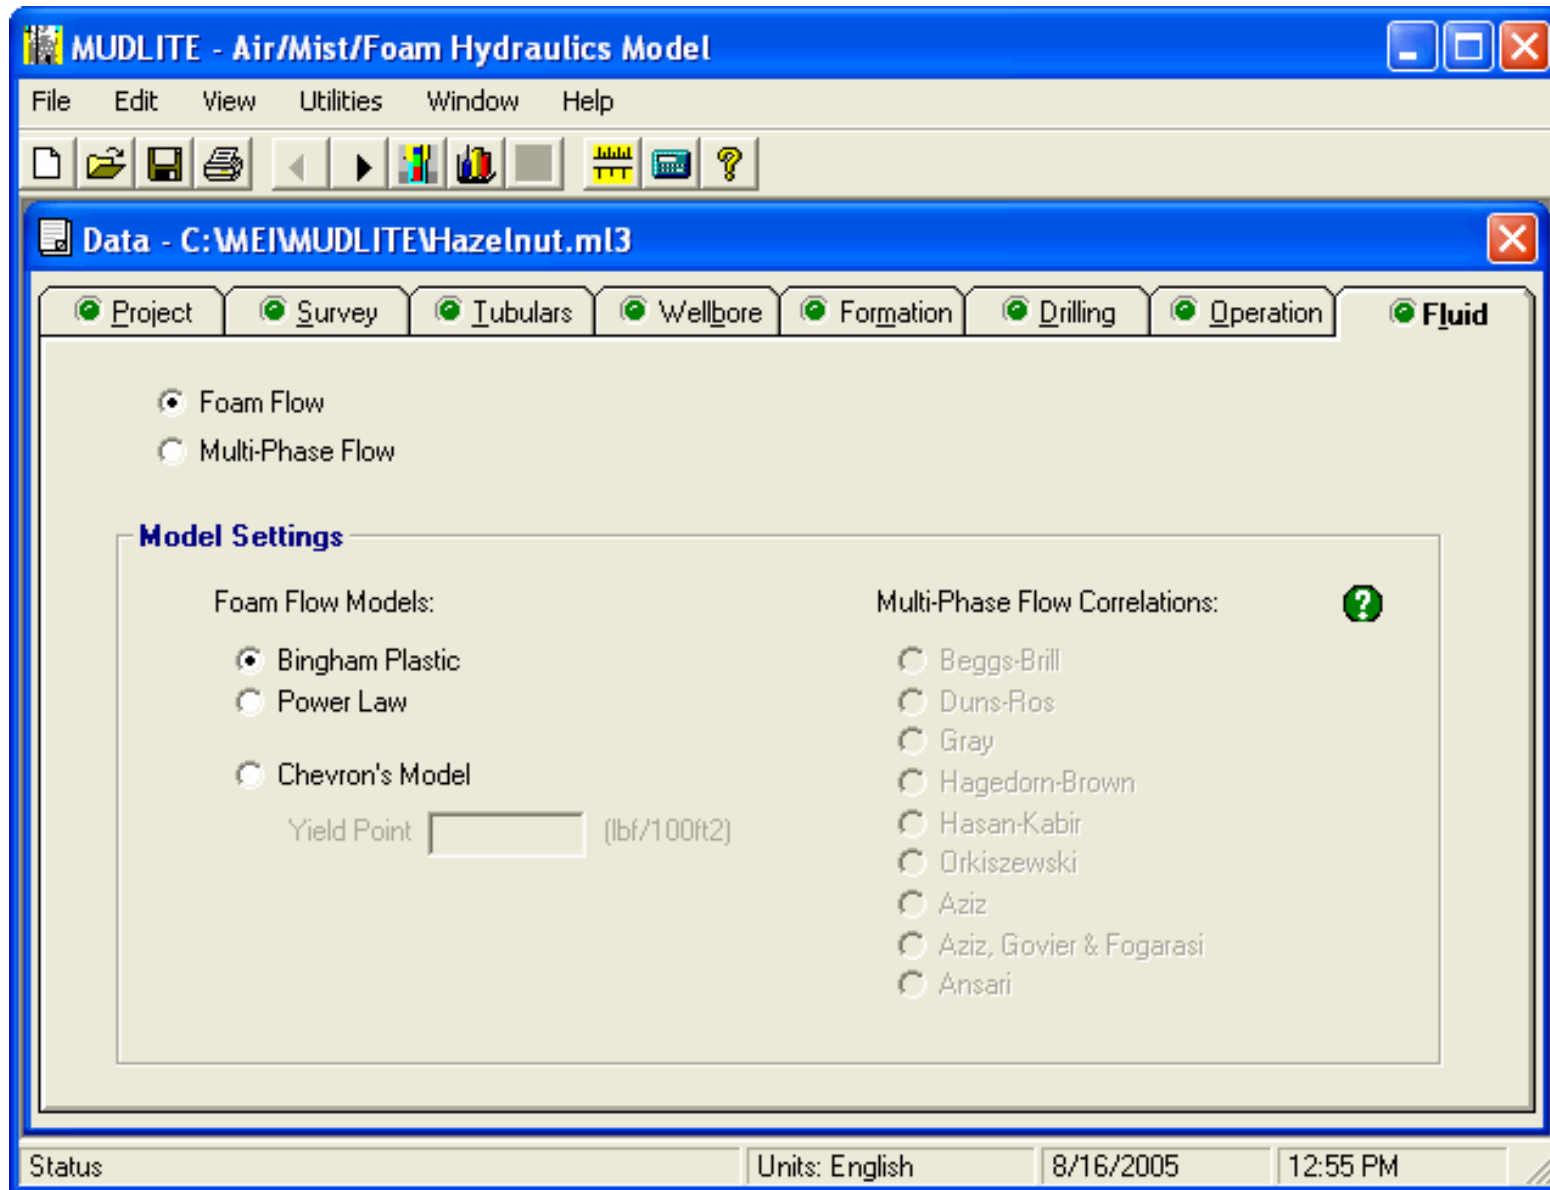 MUDLITE - Air/Mist/Foam Hydraulics Model
File Edit View Utilities Window Help
Data - C:\MEI\MUDLITE\Hazelnut.ml3
Project Survey Tubulars Wellbore Formation Drilling Operation Fluid
Foam Flow
Multi-Phase Flow
Model Settings
Foam Flow Models:
Bingham Plastic
Power Law
Chevron's Model
Yield Point (lbf/100ft2)
Multi-Phase Flow Correlations:
Beggs-Brill
Duns-Ros
Gray
Hagedorn-Brown
Hasan-Kabir
Orkiszewski
Aziz
Aziz, Govier & Fogarasi
Ansari
Status Units: English 8/16/2005 12:55 PM